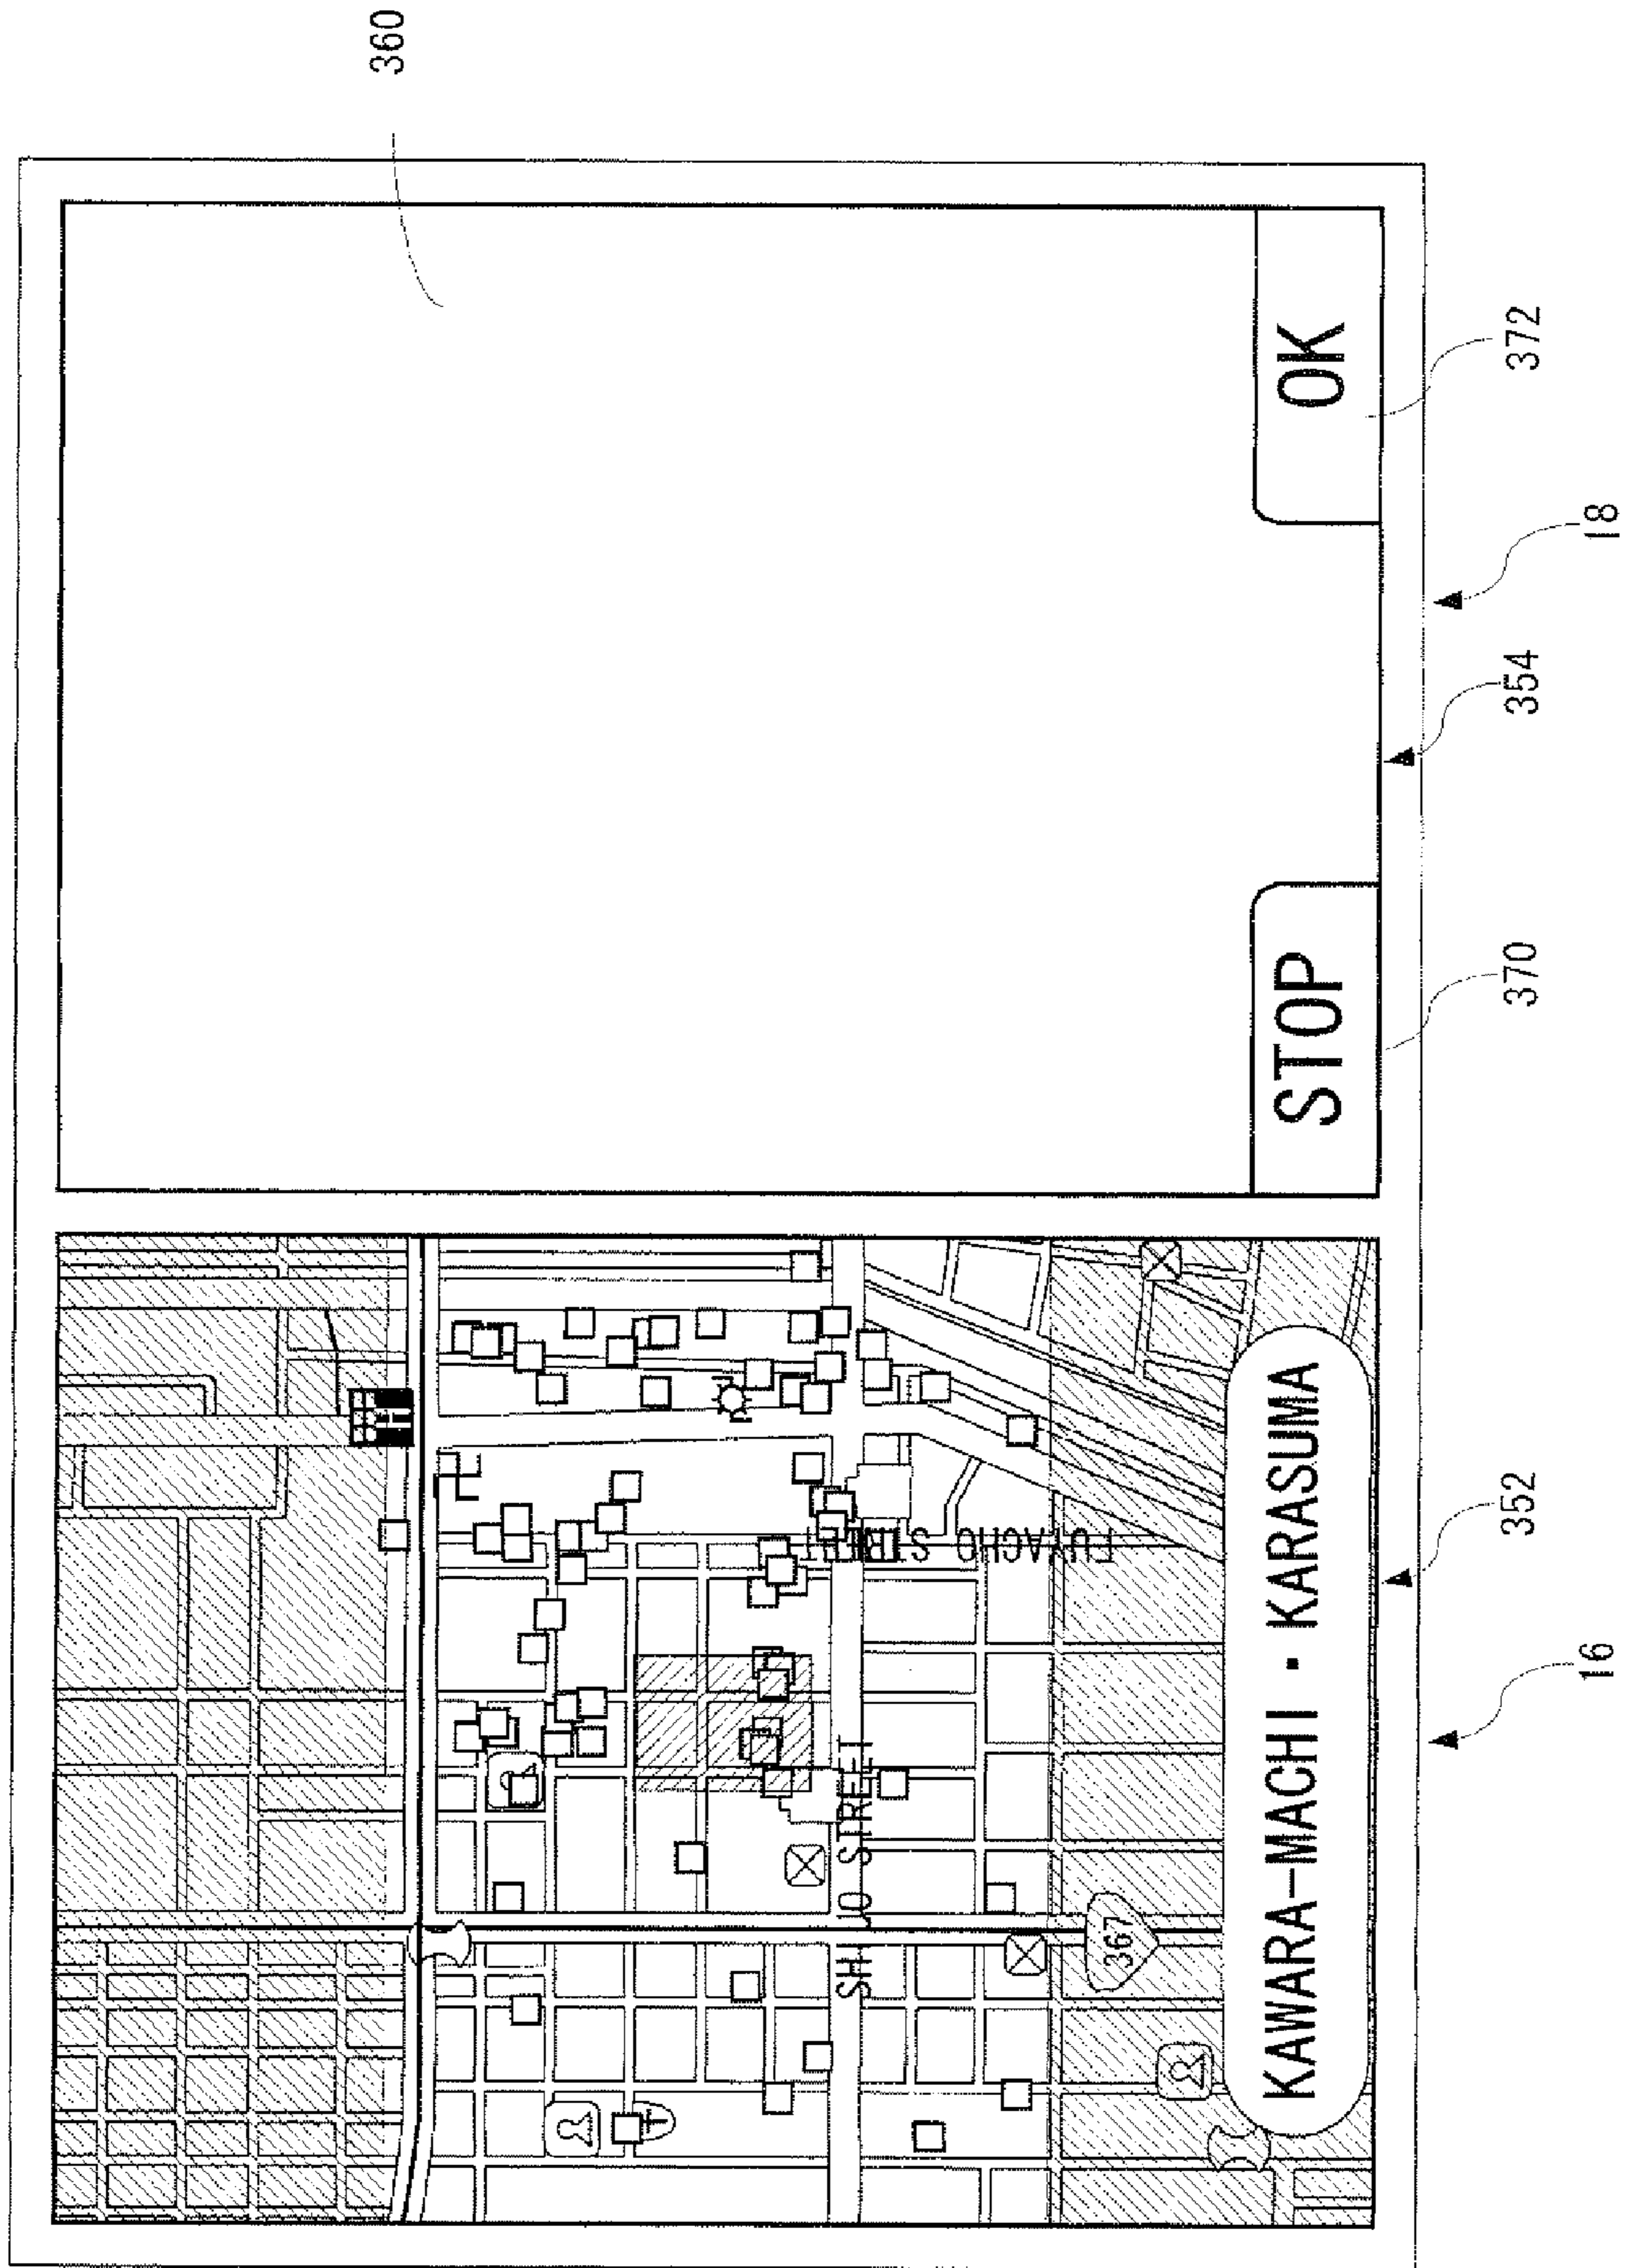 360
FUYACHO STREET
SHIJO STREET
367
KAWARA-MACHI・KARASUMA
STOP
OK
352
370
354
372
16
18